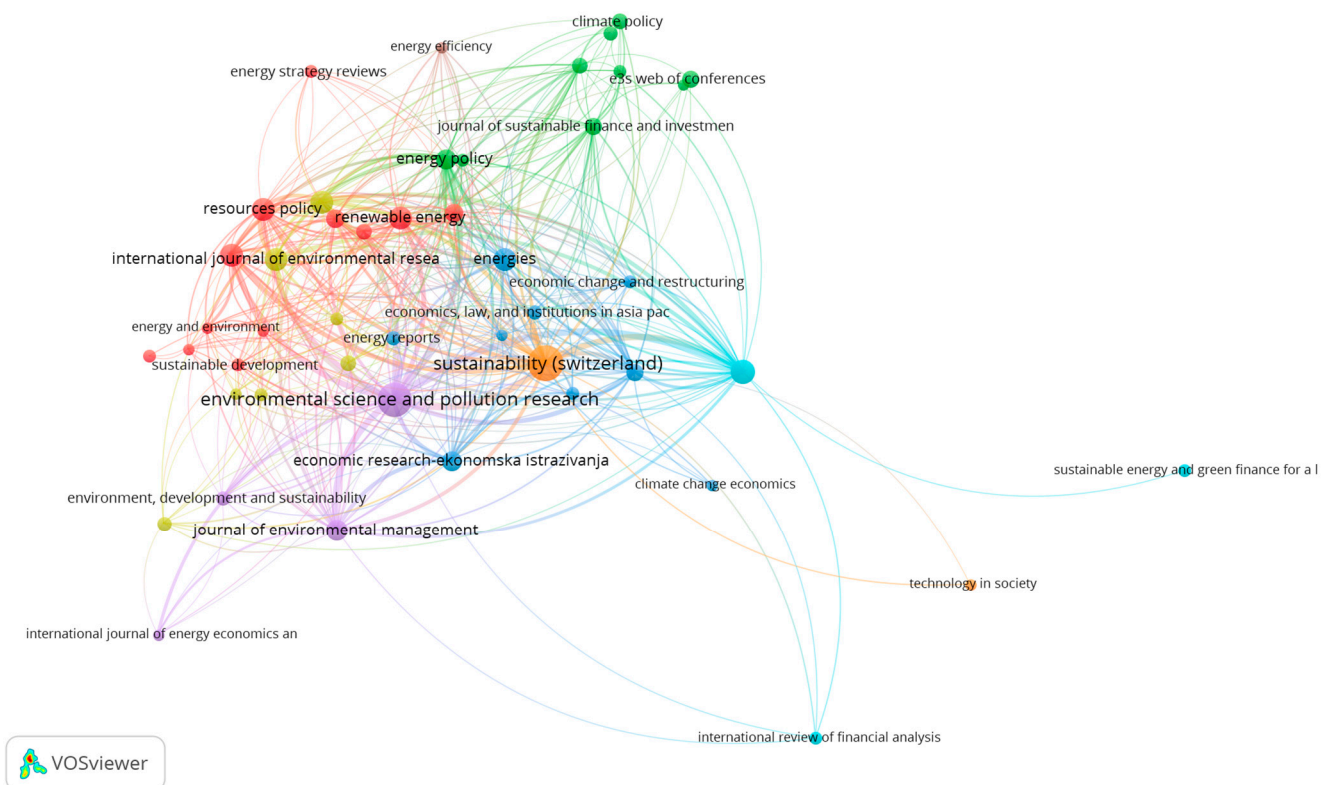 climate policy
energy efficiency
energy strategy reviews
e3s web of conferences
journal of sustainable finance and investmen
energy policy
resources policy
renewable energy
international journal of environmental resea
energies
economic change and restructuring
economics, law, and institutions in asia pac
energy and environment
energy reports
sustainable development
sustainability (switzerland)
environmental science and pollution research
economic research-ekonomska istrazivanja
sustainable energy and green finance for a l
climate change economics
environment, development and sustainability
journal of environmental management
technology in society
international journal of energy economics an
international review of financial analysis
VOSviewer